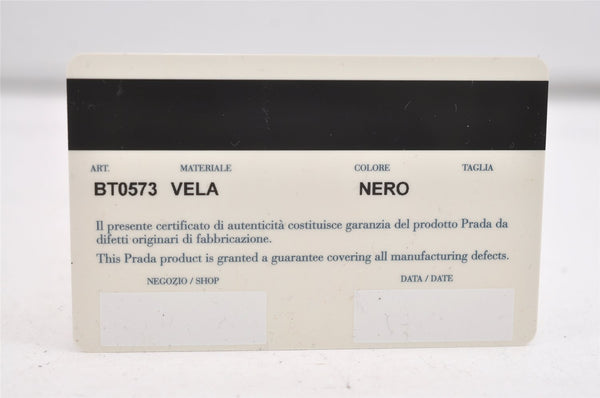 ART. MATERIALE COLORE TAGLIA
BT0573 VELA NERO
Il presente certificato di autenticità costituisce garanzia del prodotto Prada da
difetti originari di fabbricazione.
This Prada product is granted a guarantee covering all manufacturing defects.
NEGOZIO / SHOP DATA / DATE